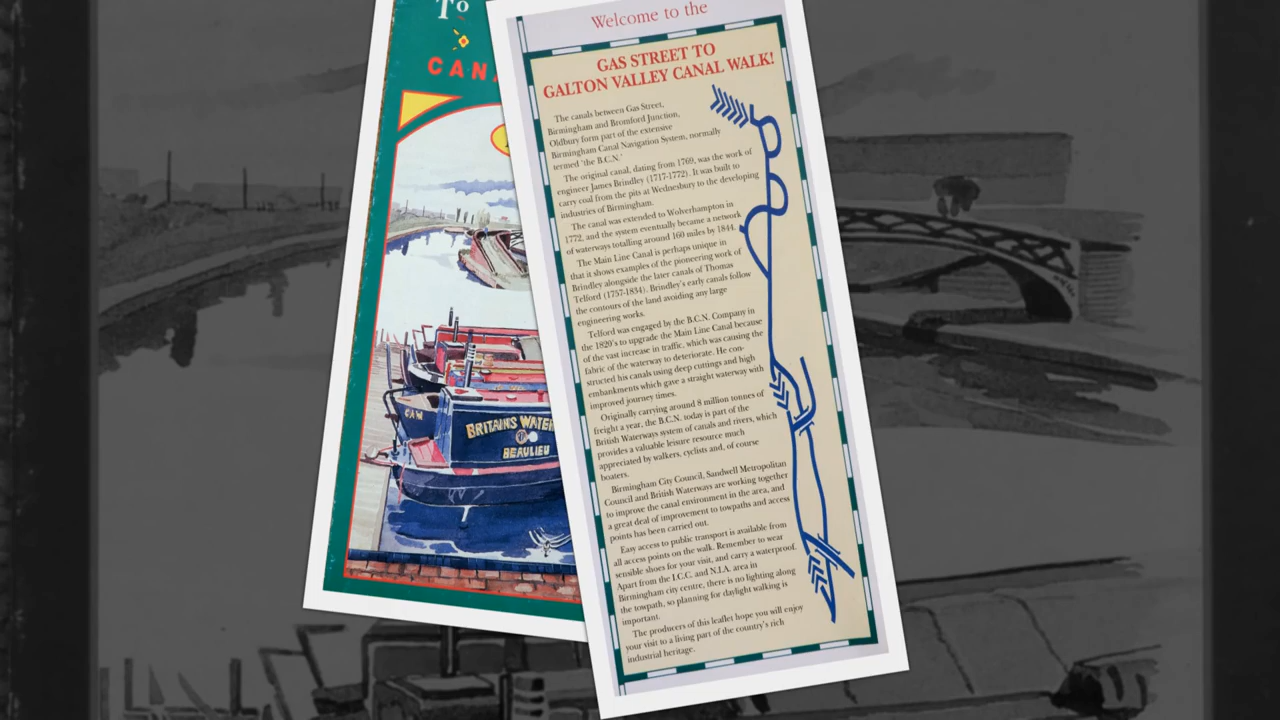 To
CANA
CAW
BRITAINS WATER
BEAULIEU
Welcome to the
GAS STREET TO
GALTON VALLEY CANAL WALK!
The canals between Gas Street,
Birmingham and Bromford Junction,
Oldbury form part of the extensive
Birmingham Canal Navigation System, normally
termed 'the B.C.N.'
The original canal, dating from 1769, was the work of
engineer James Brindley (1717-1772). It was built to
carry coal from the pits at Wednesbury to the developing
industries of Birmingham.
The canal was extended to Wolverhampton in
1772, and the system eventually became a network
of waterways totalling around 160 miles by 1844.
The Main Line Canal is perhaps unique in
that it shows examples of the pioneering work of
Brindley alongside the later canals of Thomas
Telford (1757-1834). Brindley's early canals follow
the contours of the land avoiding any large
engineering works.
Telford was engaged by the B.C.N. Company in
the 1820's to upgrade the Main Line Canal because
of the vast increase in traffic, which was causing the
fabric of the waterway to deteriorate. He con-
structed his canals using deep cuttings and high
embankments which gave a straight waterway with
improved journey times.
Originally carrying around 8 million tonnes of
freight a year, the B.C.N. today is part of the
British Waterways system of canals and rivers, which
provides a valuable leisure resource much
appreciated by walkers, cyclists and, of course
boaters.
Birmingham City Council, Sandwell Metropolitan
Council and British Waterways are working together
to improve the canal environment in the area, and
a great deal of improvement to towpaths and access
points has been carried out.
Easy access to public transport is available from
all access points on the walk. Remember to wear
sensible shoes for your visit, and carry a waterproof.
Apart from the I.C.C. and N.I.A. area in
Birmingham city centre, there is no lighting along
the towpath, so planning for daylight walking is
important.
The producers of this leaflet hope you will enjoy
your visit to a living part of the country's rich
industrial heritage.